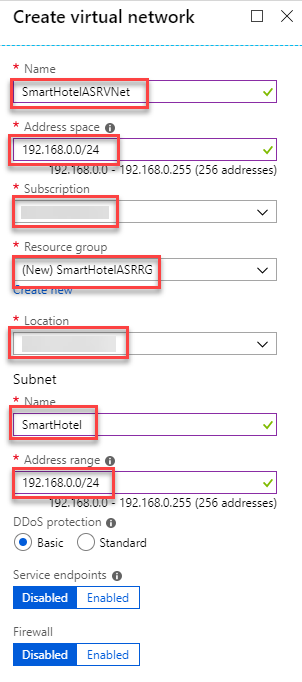 Create virtual network
* Name
SmartHotelASRVNet
* Address space
192.168.0.0/24
192.168.0.0 - 192.168.0.255 (256 addresses)
* Subscription
* Resource group
(New) SmartHotelASRRG
Create new
* Location
Subnet
* Name
SmartHotel
* Address range
192.168.0.0/24
192.168.0.0 - 192.168.0.255 (256 addresses)
DDoS protection
Basic Standard
Service endpoints
Disabled Enabled
Firewall
Disabled Enabled